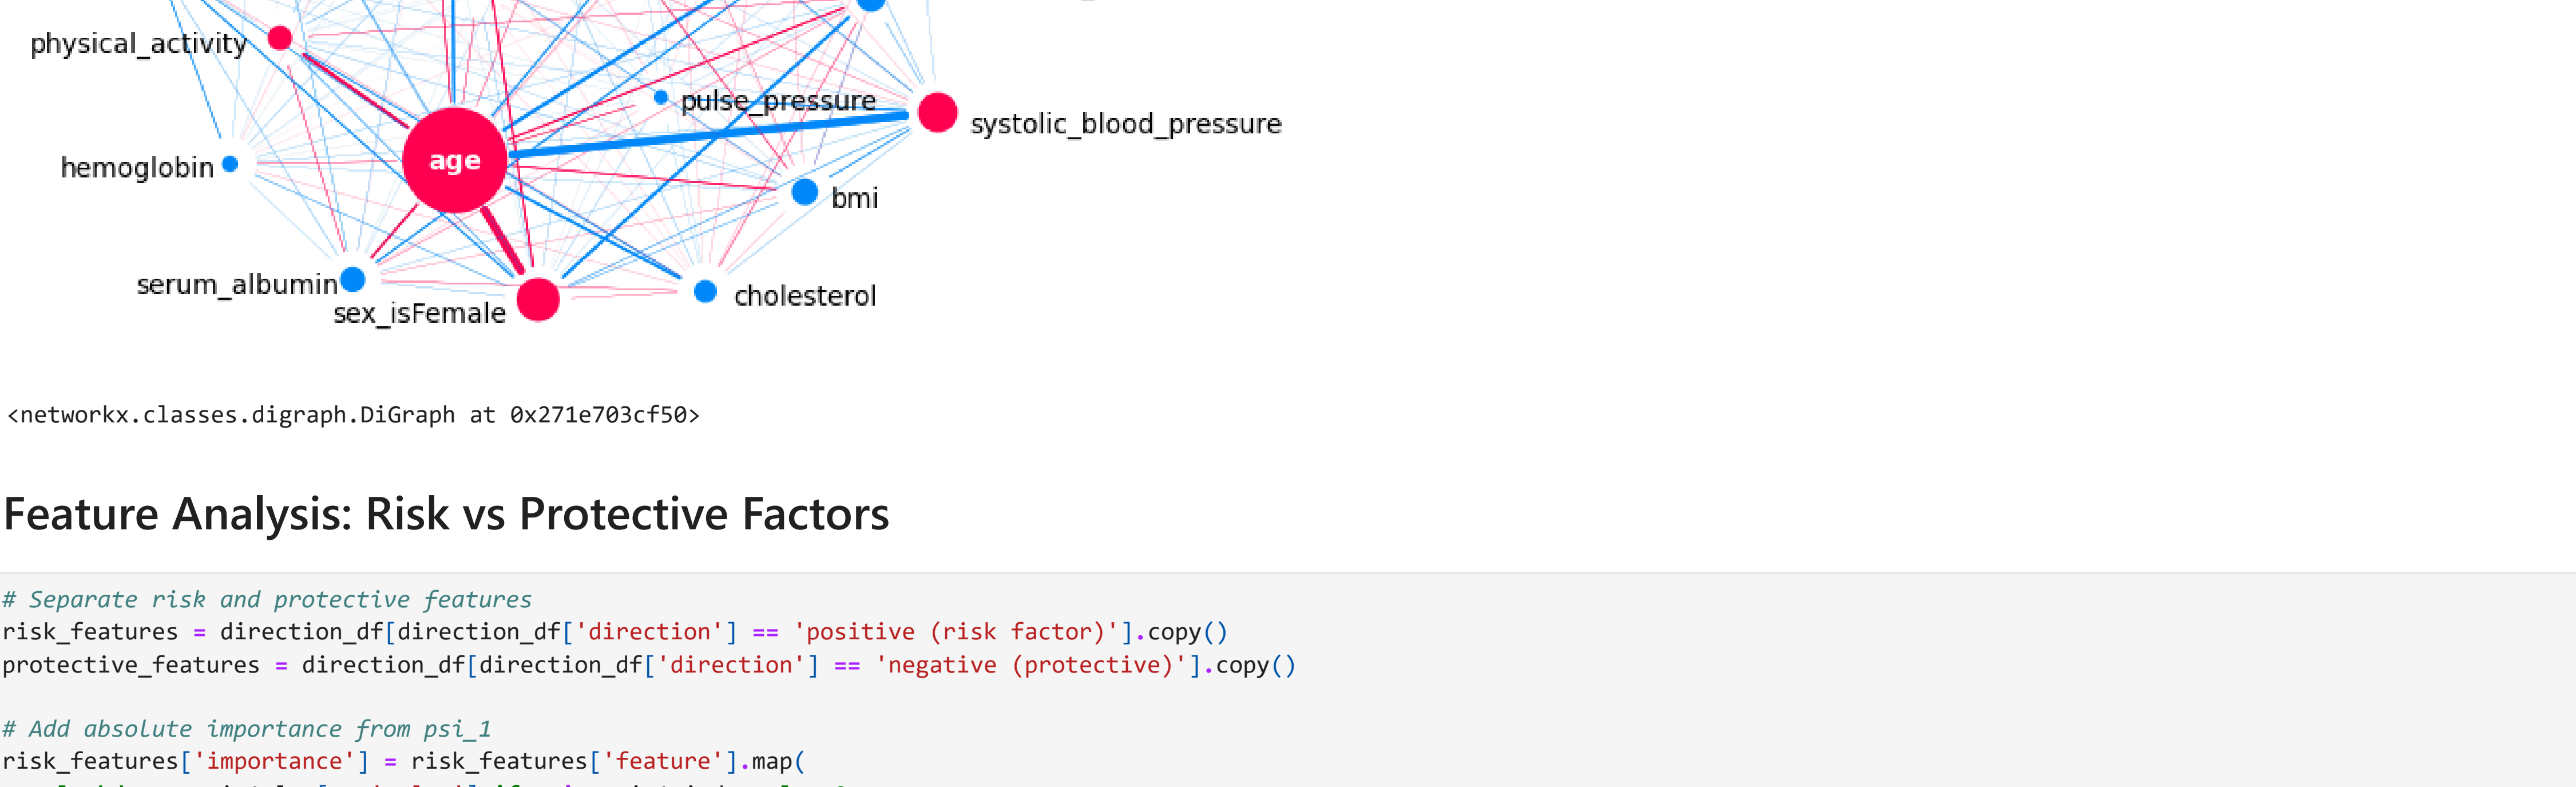 physical_activity
pulse_pressure
systolic_blood_pressure
age
hemoglobin
bmi
serum_albumin
cholesterol
sex_isFemale
<networkx.classes.digraph.DiGraph at 0x271e703cf50>
Feature Analysis: Risk vs Protective Factors
# Separate risk and protective features
risk_features = direction_df[direction_df['direction'] == 'positive (risk factor)'].copy()
protective_features = direction_df[direction_df['direction'] == 'negative (protective)'].copy()
# Add absolute importance from psi_1
risk_features['importance'] = risk_features['feature'].map(